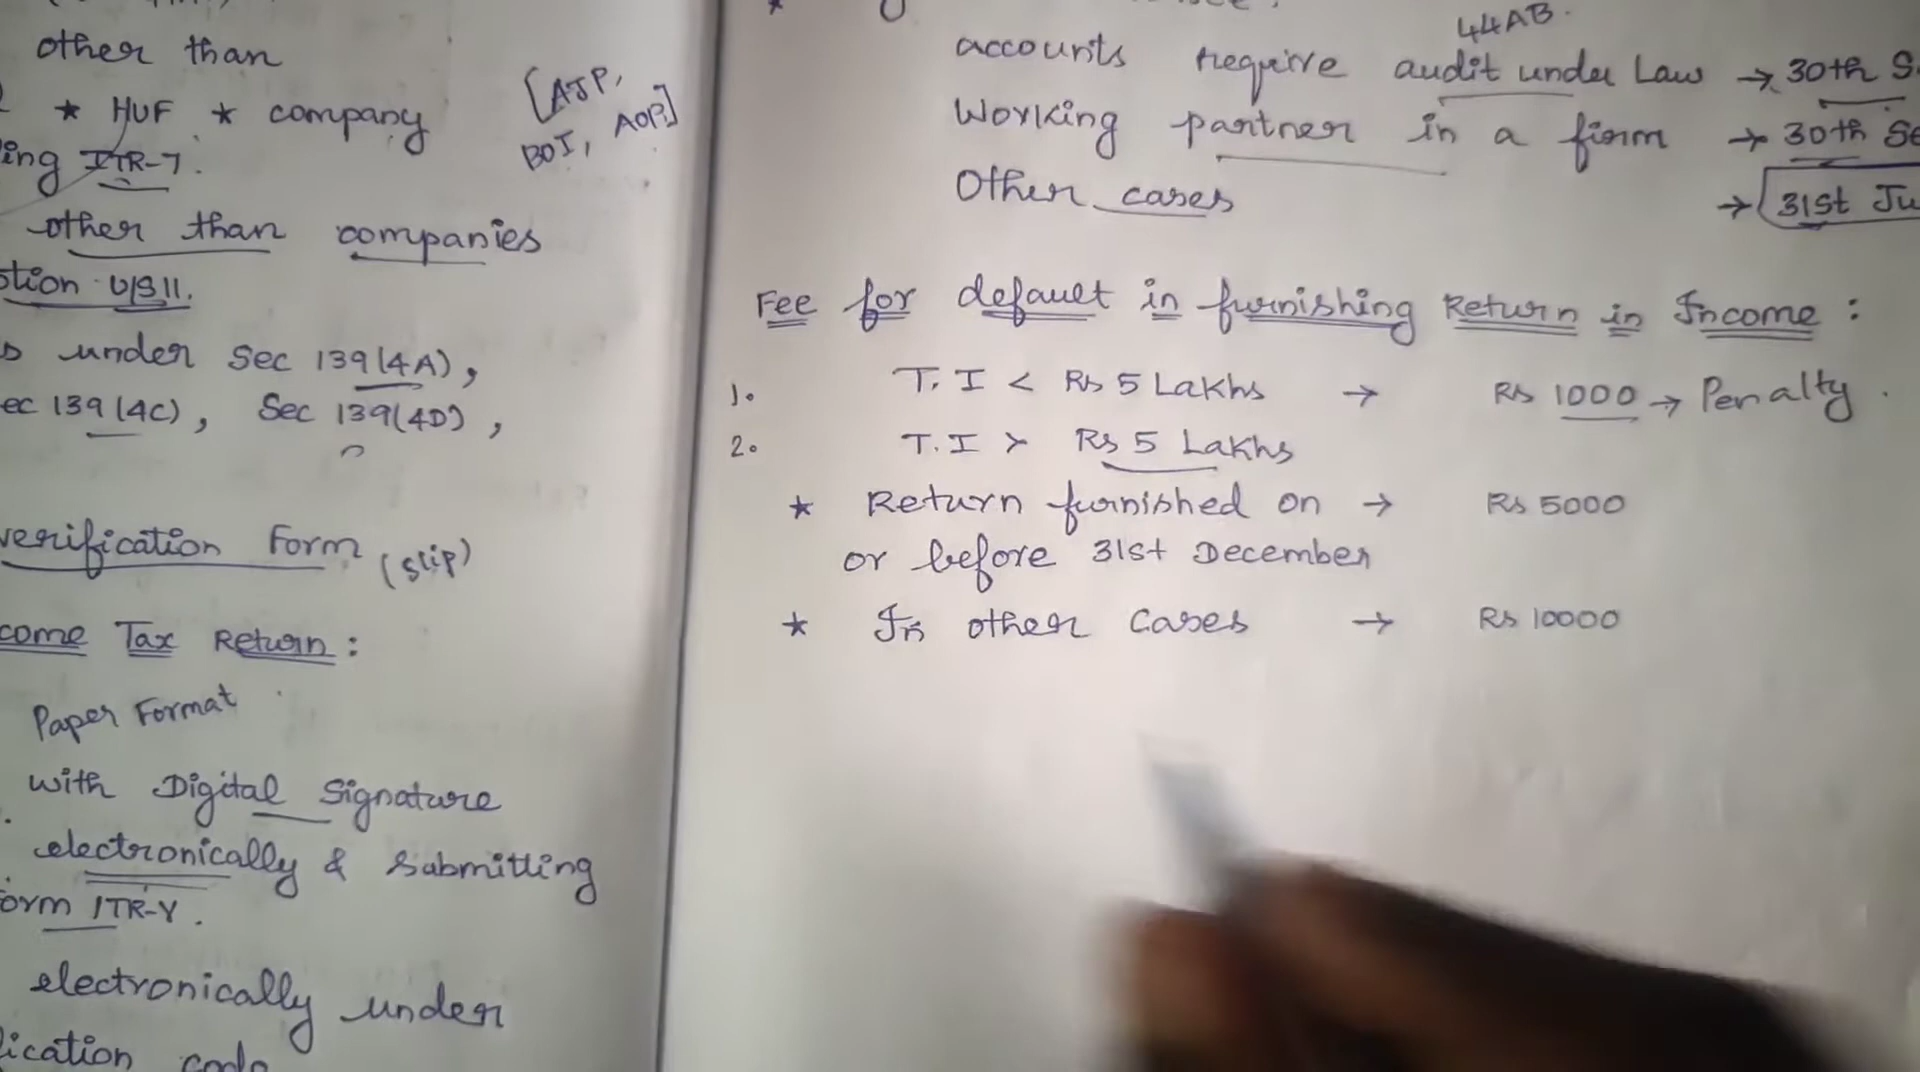 other than
* HUF * company [AJP,
BOI, AOP]
ing ITR-7.
other than companies
ption U/S 11.
under Sec 139(4A),
ec 139(4C), Sec 139(4D),
verification Form (slip)
come Tax Return:
Paper Format
with Digital Signature
electronically & Submitting
orm ITR-V.
electronically under
lication code
44AB.
accounts require audit under Law → 30th S
Working partner in a firm → 30th Se
Other cases → 31st Ju
Fee for default in furnishing Return in Income:
1. T.I < Rs 5 Lakhs → Rs 1000 → Penalty.
2. T.I > Rs 5 Lakhs
* Return furnished on → Rs 5000
or before 31st December
* In other cases → Rs 10000